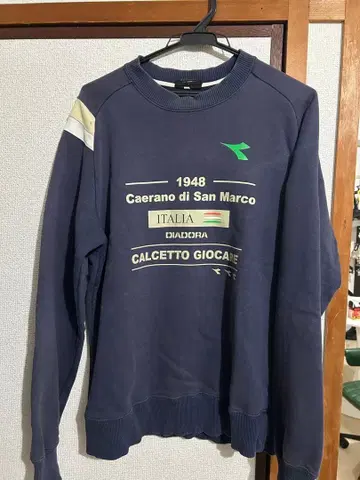 1948
Caerano di San Marco
ITALIA
DIADORA
CALCETTO GIOCARE